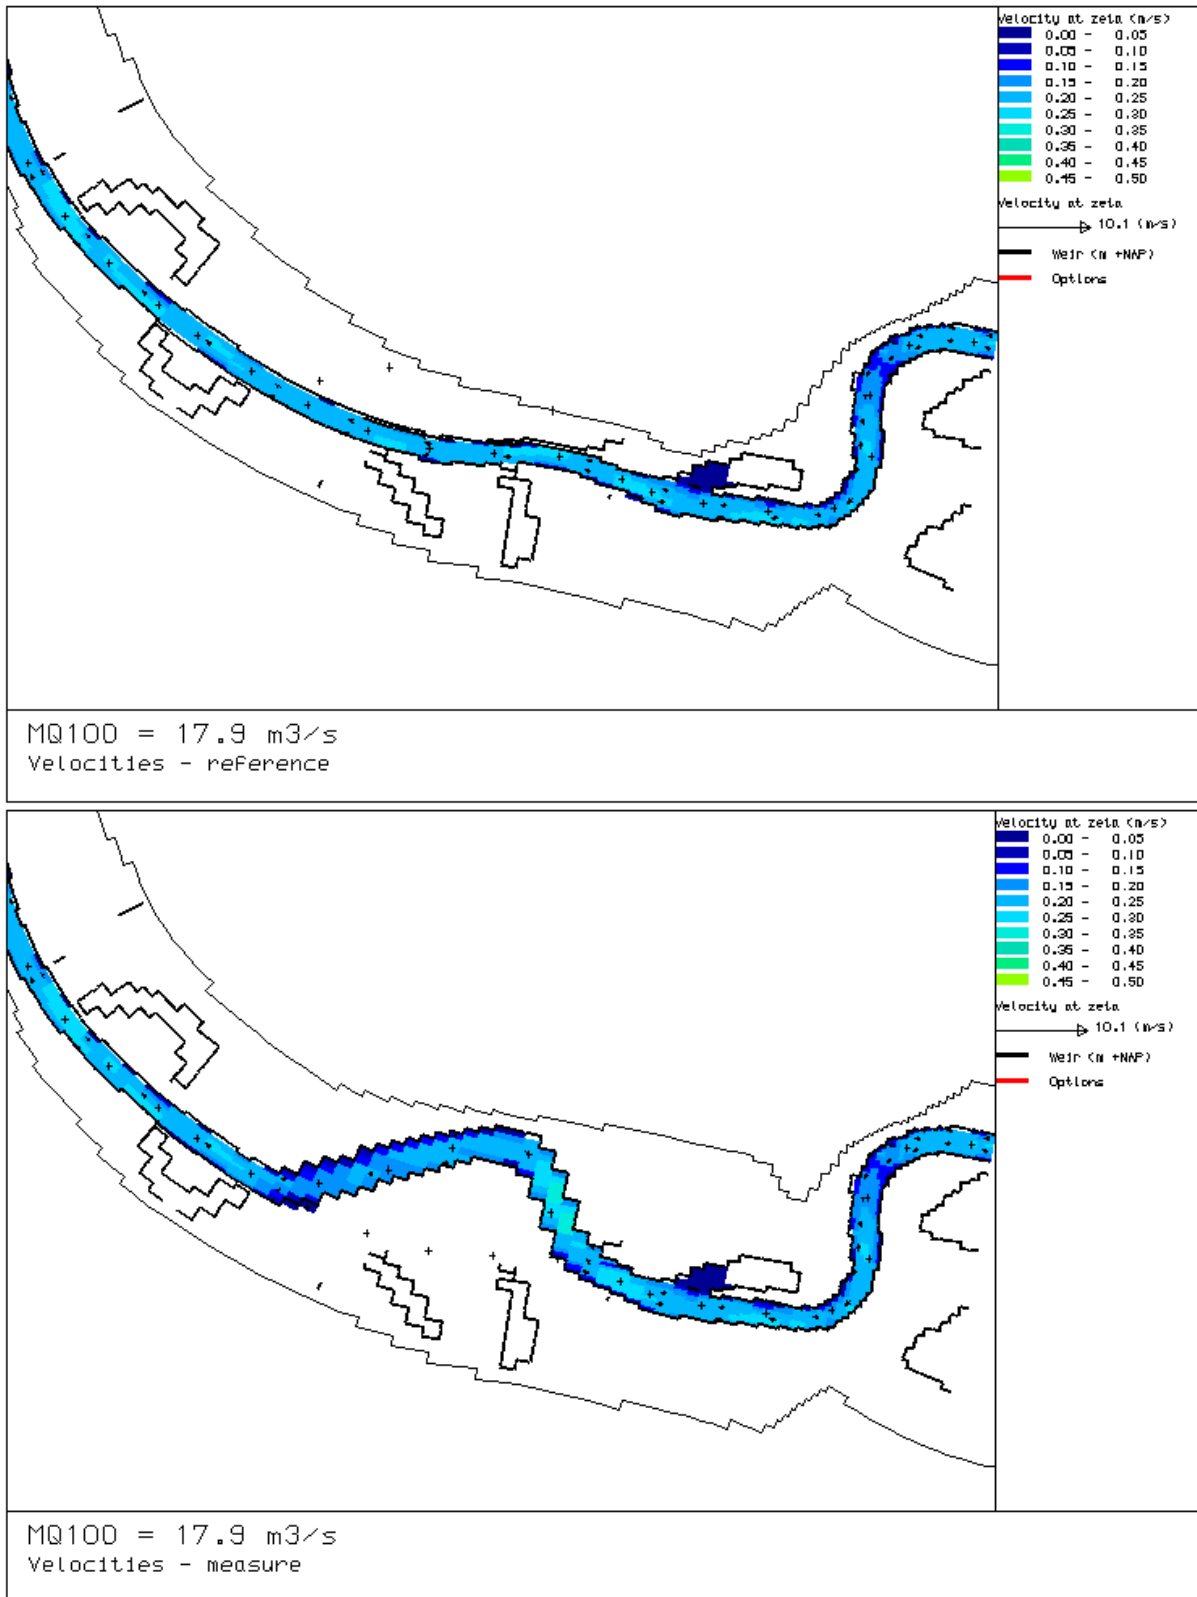 Velocity at zeta (m/s)
0.00 - 0.05
0.05 - 0.10
0.10 - 0.15
0.15 - 0.20
0.20 - 0.25
0.25 - 0.30
0.30 - 0.35
0.35 - 0.40
0.40 - 0.45
0.45 - 0.50
Velocity at zeta
10.1 (m/s)
Weir (m +NAP)
Options
MQ100 = 17.9 m3/s
Velocities - reference
Velocity at zeta (m/s)
0.00 - 0.05
0.05 - 0.10
0.10 - 0.15
0.15 - 0.20
0.20 - 0.25
0.25 - 0.30
0.30 - 0.35
0.35 - 0.40
0.40 - 0.45
0.45 - 0.50
Velocity at zeta
10.1 (m/s)
Weir (m +NAP)
Options
MQ100 = 17.9 m3/s
Velocities - measure